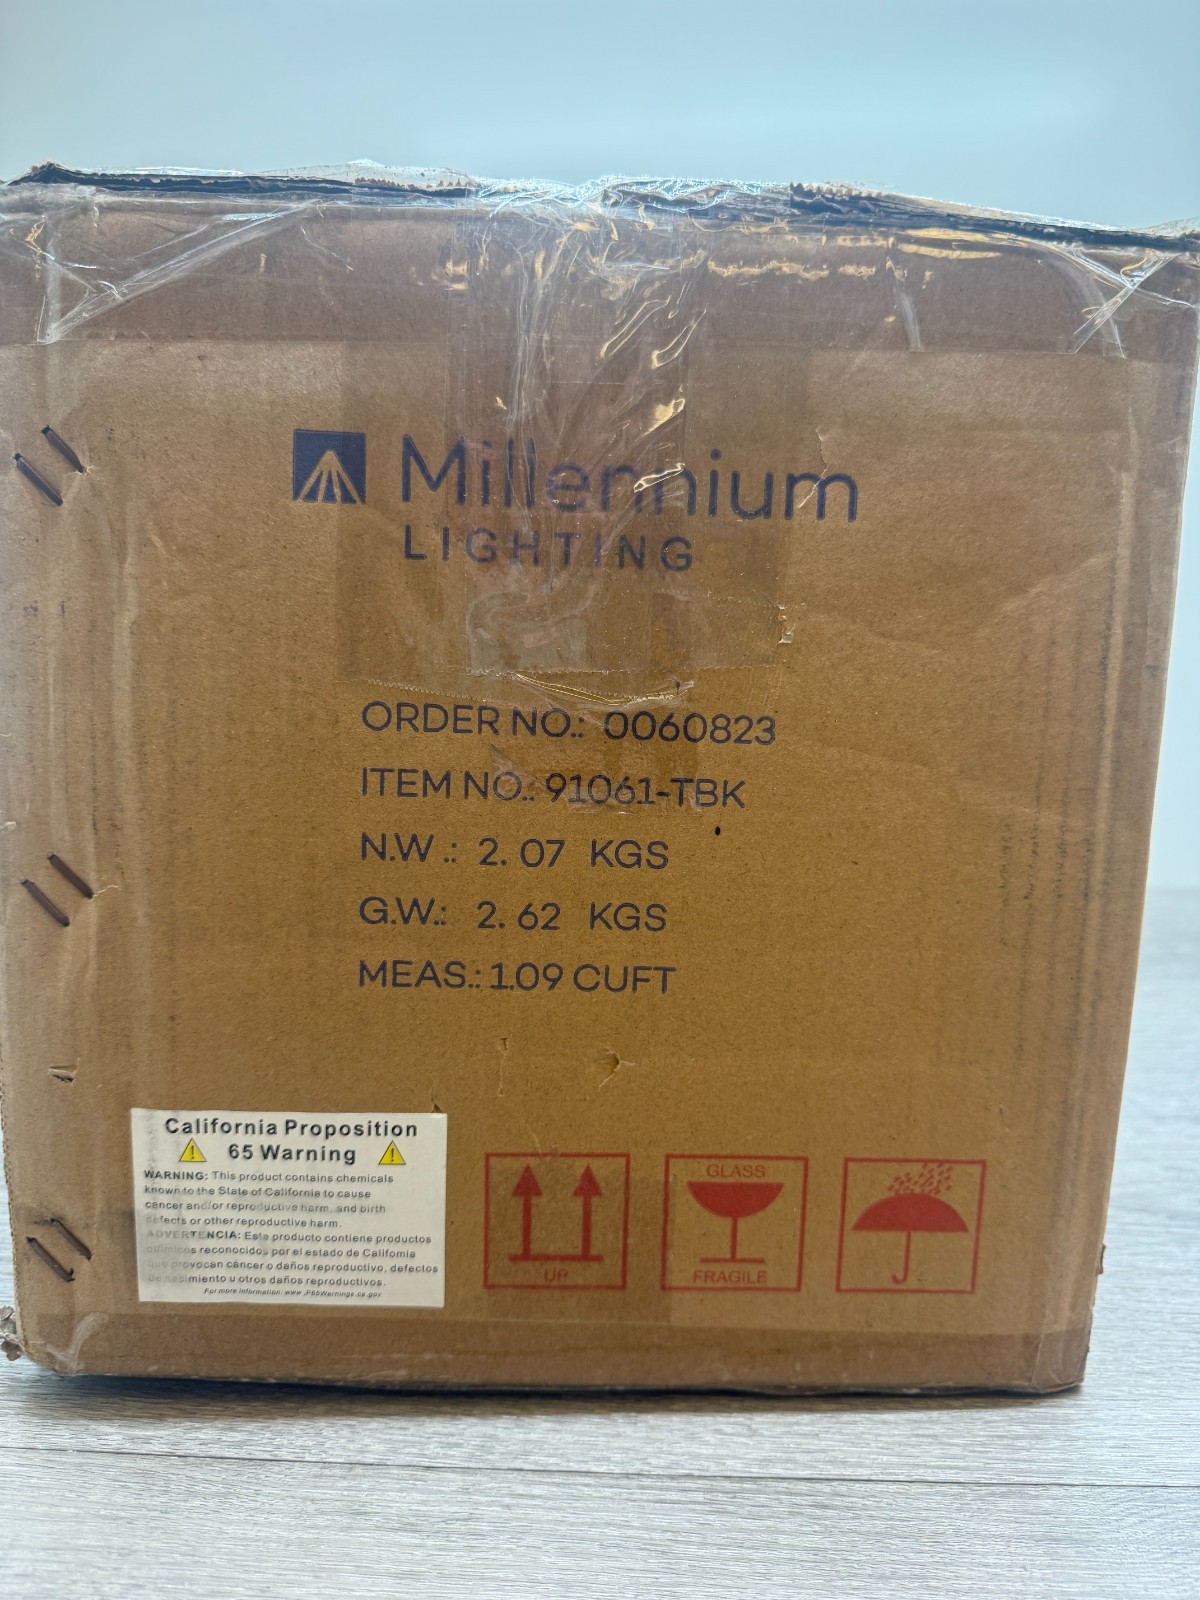 Millennium
LIGHTING
ORDER NO.: 0060823
ITEM NO.: 91061-TBK
N.W.: 2.07 KGS
G.W.: 2.62 KGS
MEAS.: 1.09 CUFT
California Proposition
65 Warning
WARNING: This product contains chemicals
known to the State of California to cause
cancer and/or reproductive harm, and birth
defects or other reproductive harm.
ADVERTENCIA: Este producto contiene productos
químicos reconocidos por el estado de California
que provocan cáncer o daños reproductivo, defectos
de nacimiento u otros daños reproductivos.
For more information: www.P65Warnings.ca.gov
UP
GLASS
FRAGILE